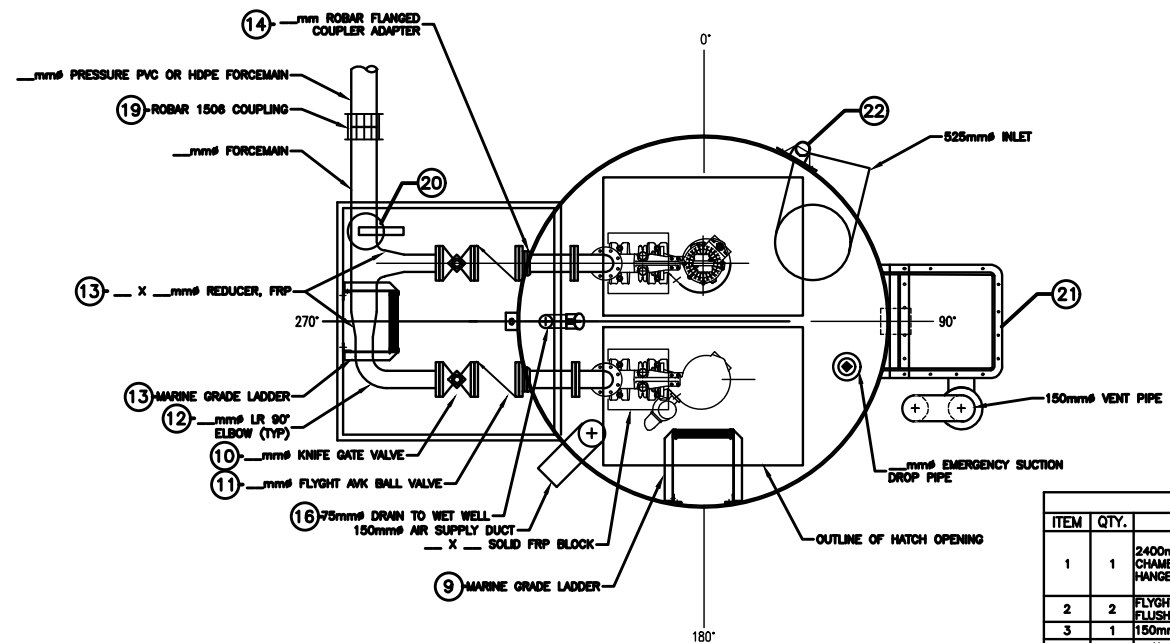 14 __mm ROBAR FLANGED
COUPLER ADAPTER
0°
__mmø PRESSURE PVC OR HDPE FORCEMAIN
19 ROBAR 1506 COUPLING
22
525mmø INLET
__mmø FORCEMAIN
20
13 __ X __mmø REDUCER, FRP
270°
90°
21
13 MARINE GRADE LADDER
12 __mmø LR 90°
ELBOW (TYP)
150mmø VENT PIPE
10 __mmø KNIFE GATE VALVE
11 __mmø FLYGHT AVK BALL VALVE
__mmø EMERGENCY SUCTION
DROP PIPE
16 75mmø DRAIN TO WET WELL
150mmø AIR SUPPLY DUCT
__ X __ SOLID FRP BLOCK
OUTLINE OF HATCH OPENING
9 MARINE GRADE LADDER
180°
ITEM QTY.
1 1 2400m
CHAMB
HANGE
2 2 FLYGH
FLUSH
3 1 150mm